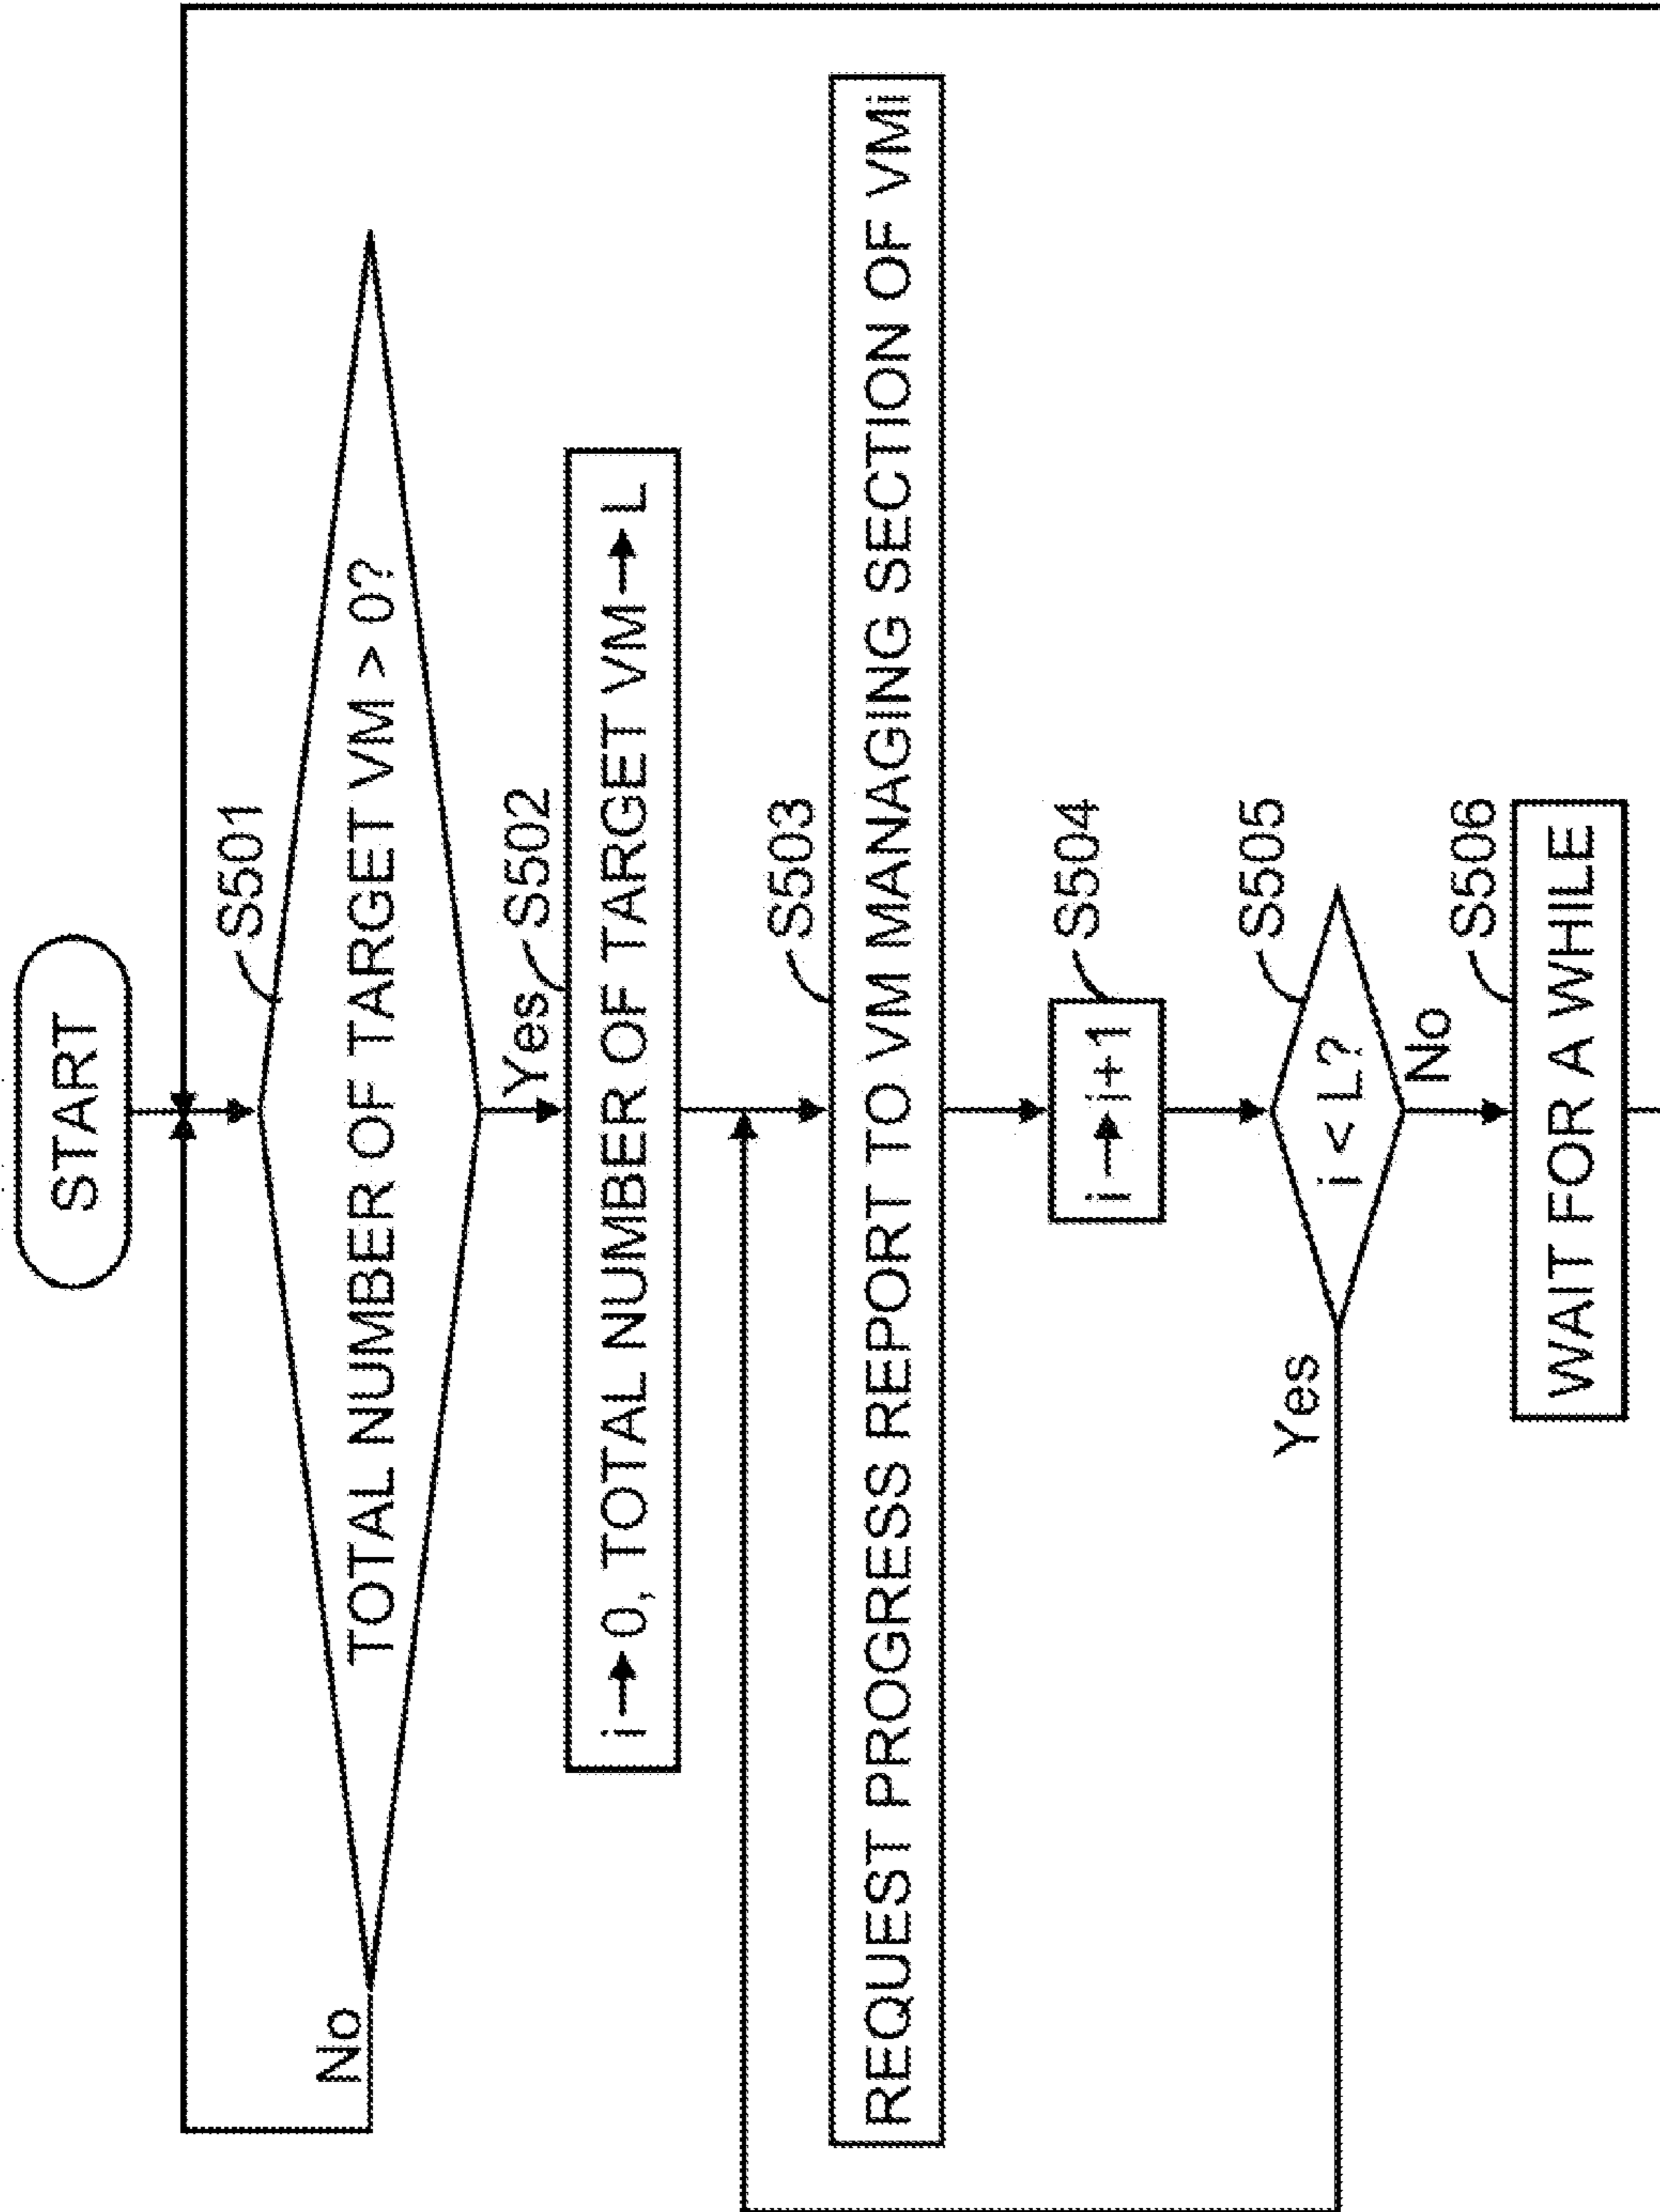 START
S501
TOTAL NUMBER OF TARGET VM > 0?
No
Yes
S502
i→0, TOTAL NUMBER OF TARGET VM→L
S503
REQUEST PROGRESS REPORT TO VM MANAGING SECTION OF VMi
S504
i→i+1
S505
i < L?
Yes
No
S506
WAIT FOR A WHILE